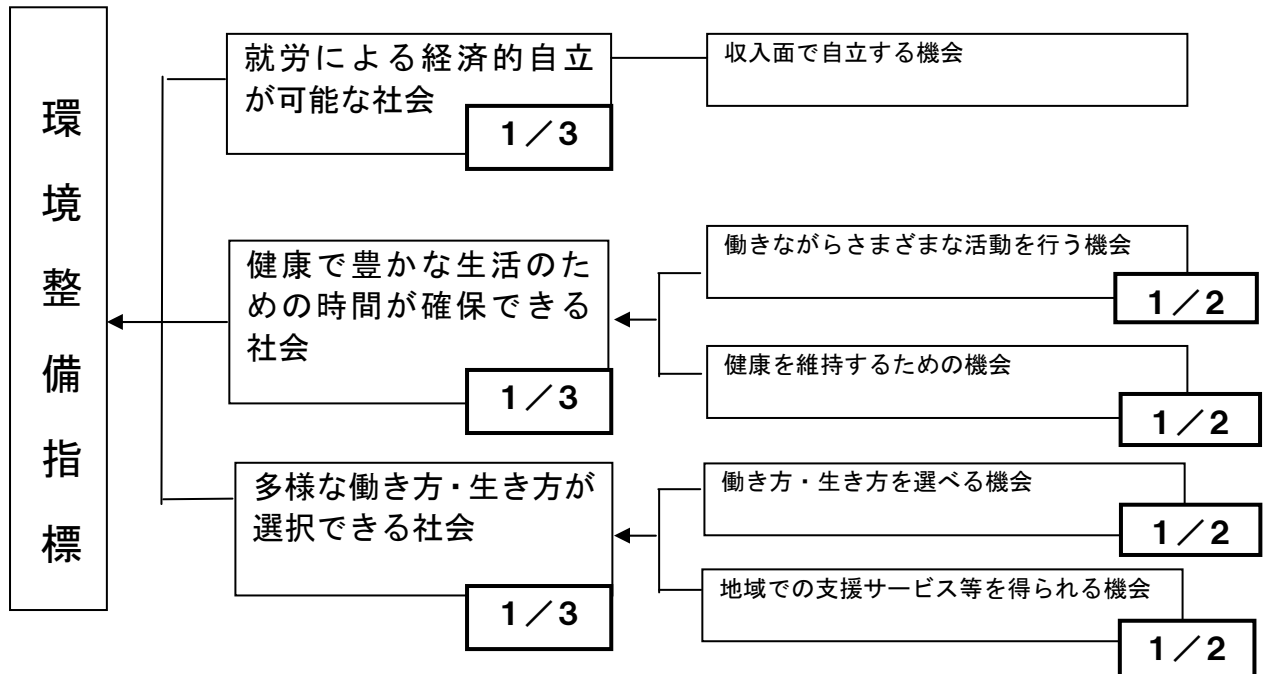 環境整備指標
就労による経済的自立
が可能な社会
1/3
収入面で自立する機会
健康で豊かな生活のた
めの時間が確保できる
社会
1/3
働きながらさまざまな活動を行う機会
1/2
健康を維持するための機会
1/2
多様な働き方・生き方が
選択できる社会
1/3
働き方・生き方を選べる機会
1/2
地域での支援サービス等を得られる機会
1/2